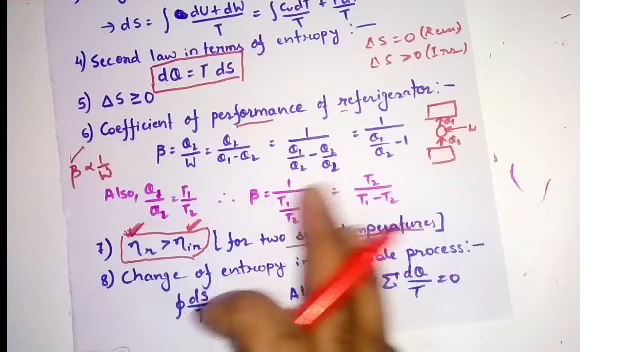 → dS = ∫ dU + dW / T = ∫ CvdT / T +
4) Second law in terms of entropy :-
dQ = T dS
ΔS = 0 (Rever)
ΔS > 0 (Irr)
5) ΔS ≥ 0
6) Coefficient of performance of refrigerator :-
β = Q2/W = Q2/(Q1-Q2) = 1/(Q1/Q2 - Q2/Q2) = 1/(Q1/Q2 - 1)
β ∝ 1/W
Also, Q1/Q2 = T1/T2 ∴ β = 1/(T1/T2 = T2/(T1-T2)
7) ηr > ηir [for two temperatures]
8) Change of entropy in process :-
∮ dS Σ dQ/T = 0